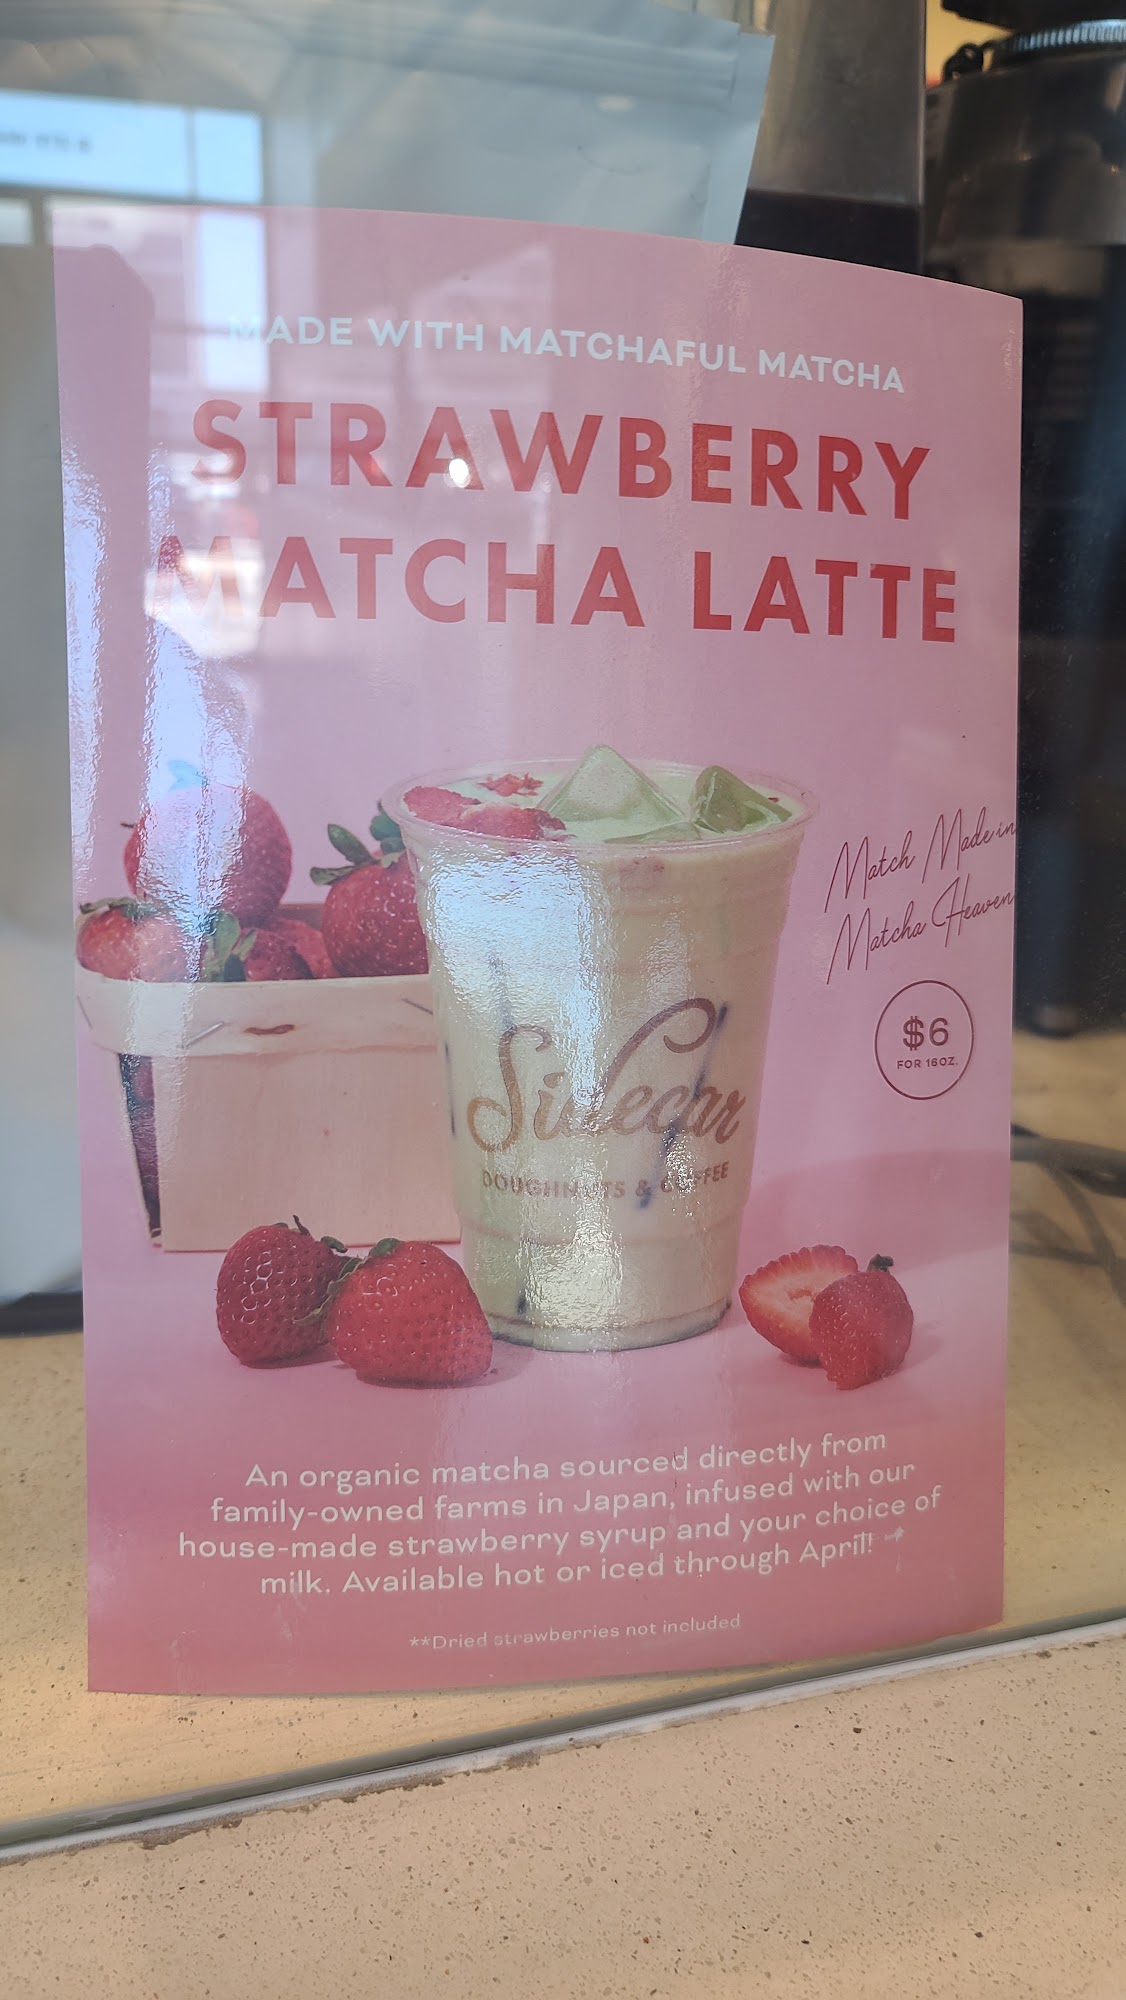 MADE WITH MATCHAFUL MATCHA
STRAWBERRY
MATCHA LATTE
Match Made in
Matcha Heaven
$6
FOR 16OZ.
Sidecar
DOUGHNUTS & COFFEE
An organic matcha sourced directly from
family-owned farms in Japan, infused with our
house-made strawberry syrup and your choice of
milk. Available hot or iced through April!
**Dried strawberries not included